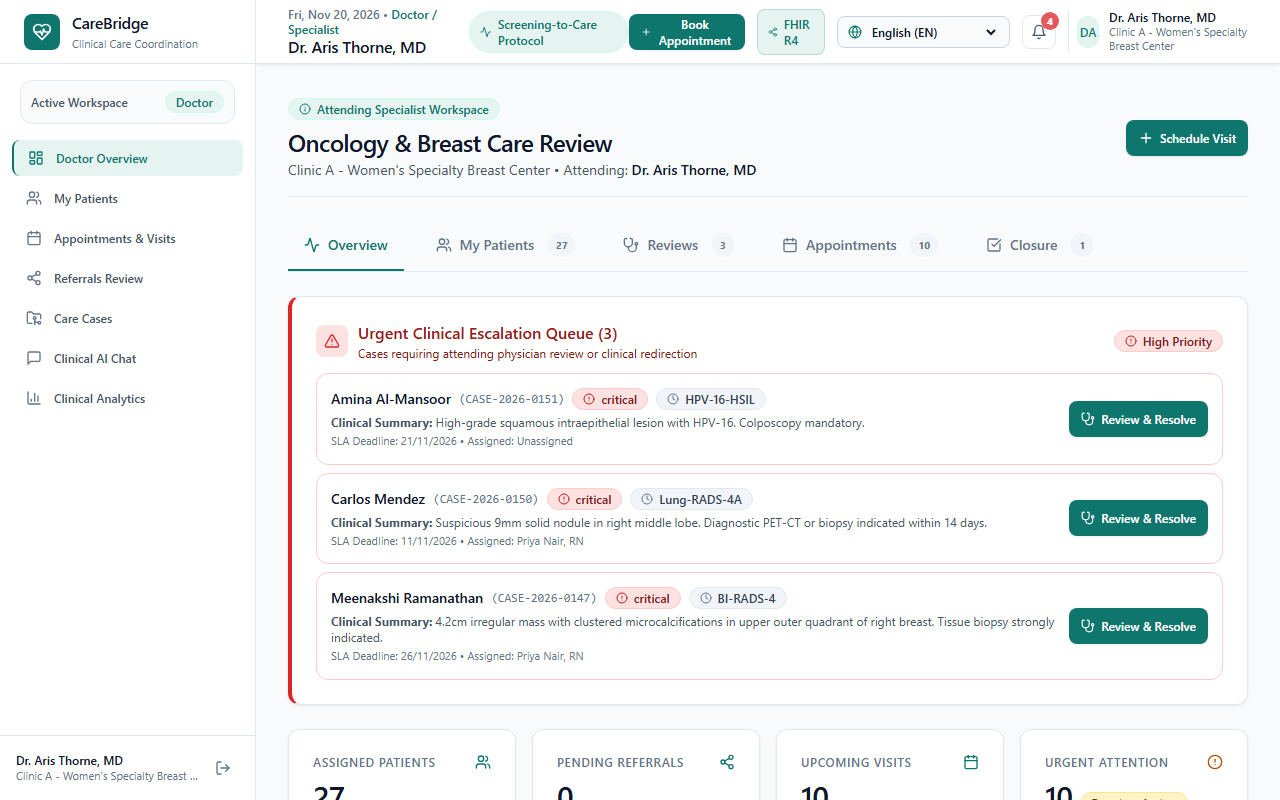 CareBridge
Clinical Care Coordination
Fri, Nov 20, 2026 • Doctor /
Specialist
Dr. Aris Thorne, MD
Screening-to-Care
Protocol
Book
Appointment
FHIR
R4
English (EN)
4
DA
Dr. Aris Thorne, MD
Clinic A - Women's Specialty
Breast Center
Active Workspace
Doctor
Doctor Overview
My Patients
Appointments & Visits
Referrals Review
Care Cases
Clinical AI Chat
Clinical Analytics
Dr. Aris Thorne, MD
Clinic A - Women's Specialty Breast ...
Attending Specialist Workspace
Oncology & Breast Care Review
Clinic A - Women's Specialty Breast Center • Attending: Dr. Aris Thorne, MD
Schedule Visit
Overview
My Patients 27
Reviews 3
Appointments 10
Closure 1
Urgent Clinical Escalation Queue (3)
Cases requiring attending physician review or clinical redirection
High Priority
Amina Al-Mansoor (CASE-2026-0151) critical HPV-16-HSIL
Clinical Summary: High-grade squamous intraepithelial lesion with HPV-16. Colposcopy mandatory.
SLA Deadline: 21/11/2026 • Assigned: Unassigned
Review & Resolve
Carlos Mendez (CASE-2026-0150) critical Lung-RADS-4A
Clinical Summary: Suspicious 9mm solid nodule in right middle lobe. Diagnostic PET-CT or biopsy indicated within 14 days.
SLA Deadline: 11/11/2026 • Assigned: Priya Nair, RN
Review & Resolve
Meenakshi Ramanathan (CASE-2026-0147) critical BI-RADS-4
Clinical Summary: 4.2cm irregular mass with clustered microcalcifications in upper outer quadrant of right breast. Tissue biopsy strongly
indicated.
SLA Deadline: 26/11/2026 • Assigned: Priya Nair, RN
Review & Resolve
ASSIGNED PATIENTS
27
PENDING REFERRALS
0
UPCOMING VISITS
10
URGENT ATTENTION
10